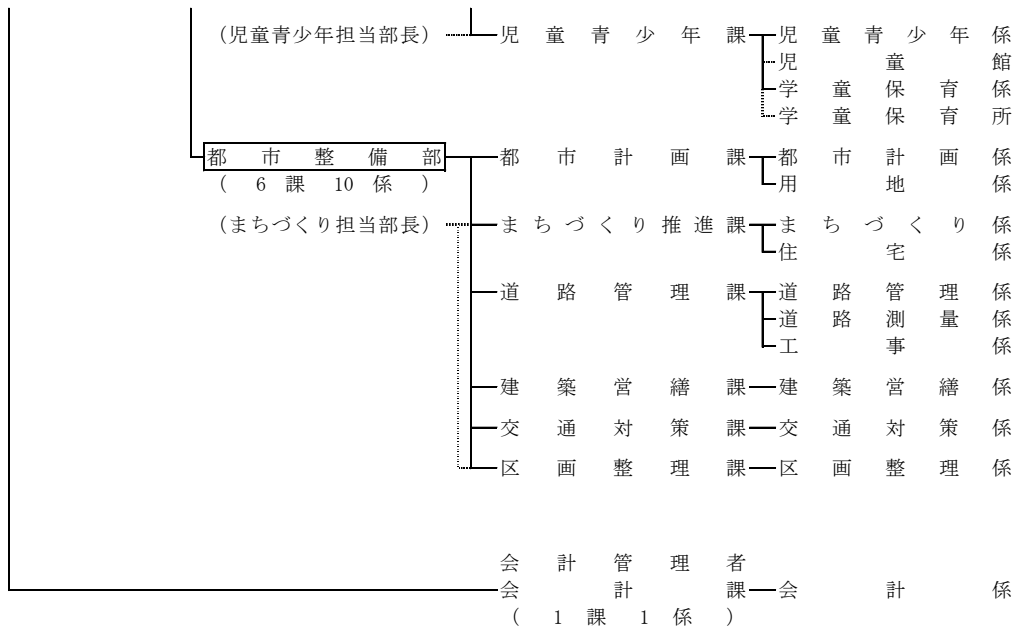 (児童青少年担当部長) 児童青少年課 児童青少年係
児童館
学童保育係
学童保育所
都市整備部 都市計画課 都市計画係
( 6 課 10 係 ) 用地係
(まちづくり担当部長) まちづくり推進課 まちづくり係
住宅係
道路管理課 道路管理係
道路測量係
工事係
建築営繕課 建築営繕係
交通対策課 交通対策係
区画整理課 区画整理係
会計管理者
会計課 会計係
( 1 課 1 係 )